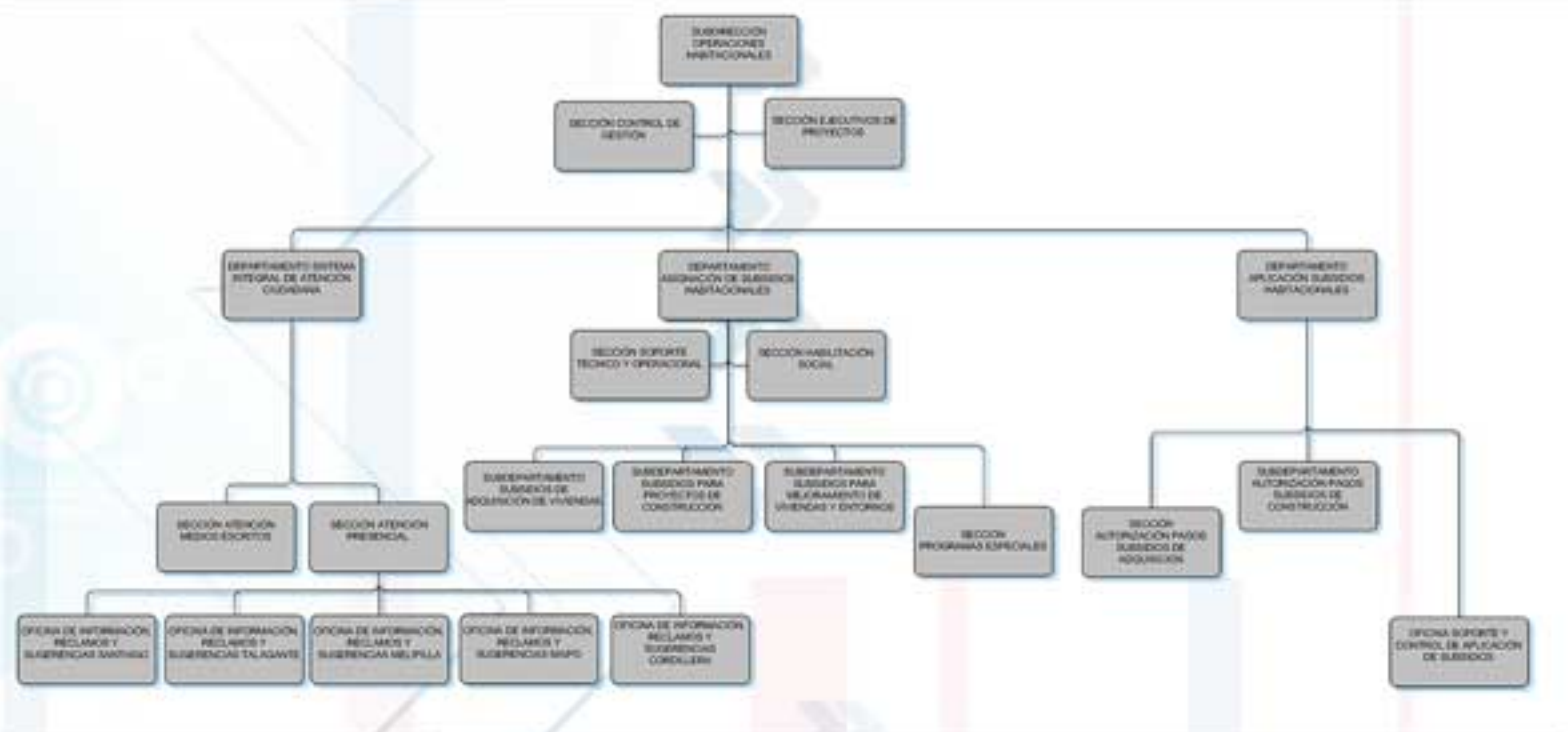 SUBDIRECCIÓN
OPERACIONES
HABITACIONALES
SECCIÓN CONTROL DE
GESTIÓN
SECCIÓN EJECUTIVOS DE
PROYECTOS
DEPARTAMENTO SISTEMA
INTEGRAL DE ATENCIÓN
CIUDADANA
DEPARTAMENTO
ASIGNACIÓN DE SUBSIDIOS
HABITACIONALES
DEPARTAMENTO
APLICACIÓN SUBSIDIOS
HABITACIONALES
SECCIÓN SOPORTE
TÉCNICO Y OPERACIONAL
SECCIÓN HABILITACIÓN
SOCIAL
SUBDEPARTAMENTO
SUBSIDIOS DE
ADQUISICIÓN DE VIVIENDAS
SUBDEPARTAMENTO
SUBSIDIOS PARA
PROYECTOS DE
CONSTRUCCIÓN
SUBDEPARTAMENTO
SUBSIDIOS PARA
MEJORAMIENTO DE
VIVIENDAS Y ENTORNOS
SECCIÓN
PROGRAMAS ESPECIALES
SECCIÓN
AUTORIZACIÓN PAGOS
SUBSIDIOS DE
ADQUISICIÓN
SUBDEPARTAMENTO
AUTORIZACIÓN PAGOS
SUBSIDIOS DE
CONSTRUCCIÓN
SECCIÓN ATENCIÓN
MEDIOS ESCRITOS
SECCIÓN ATENCIÓN
PRESENCIAL
OFICINA DE INFORMACIÓN,
RECLAMOS Y
SUGERENCIAS SANTIAGO
OFICINA DE INFORMACIÓN,
RECLAMOS Y
SUGERENCIAS TALAGANTE
OFICINA DE INFORMACIÓN,
RECLAMOS Y
SUGERENCIAS MELIPILLA
OFICINA DE INFORMACIÓN,
RECLAMOS Y
SUGERENCIAS MAIPO
OFICINA DE INFORMACIÓN,
RECLAMOS Y
SUGERENCIAS
CORDILLERA
OFICINA SOPORTE Y
CONTROL DE APLICACIÓN
DE SUBSIDIOS